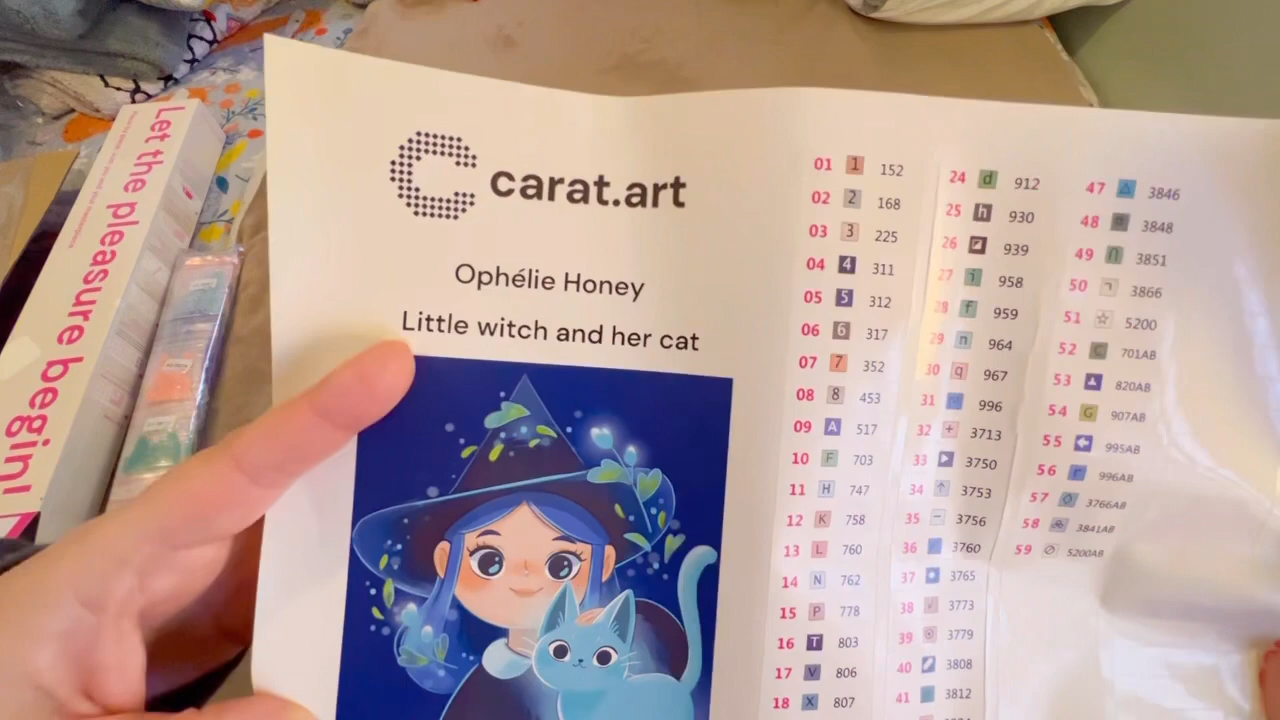 Let the pleasure begin!
carat.art
Ophélie Honey
Little witch and her cat
01 1 152
02 2 168
03 3 225
04 4 311
05 5 312
06 6 317
07 7 352
08 8 453
09 A 517
10 F 703
11 H 747
12 K 758
13 L 760
14 N 762
15 P 778
16 T 803
17 V 806
18 X 807
24 d 912
25 h 930
26 939
27 i 958
28 f 959
29 n 964
30 q 967
31 996
32 + 3713
33 3750
34 ↑ 3753
35 − 3756
36 3760
37 3765
38 3773
39 3779
40 3808
41 3812
47 3846
48 3848
49 3851
50 3866
51 ☆ 5200
52 C 701AB
53 820AB
54 G 907AB
55 ← 995AB
56 996AB
57 3766AB
58 3841AB
59 5200AB